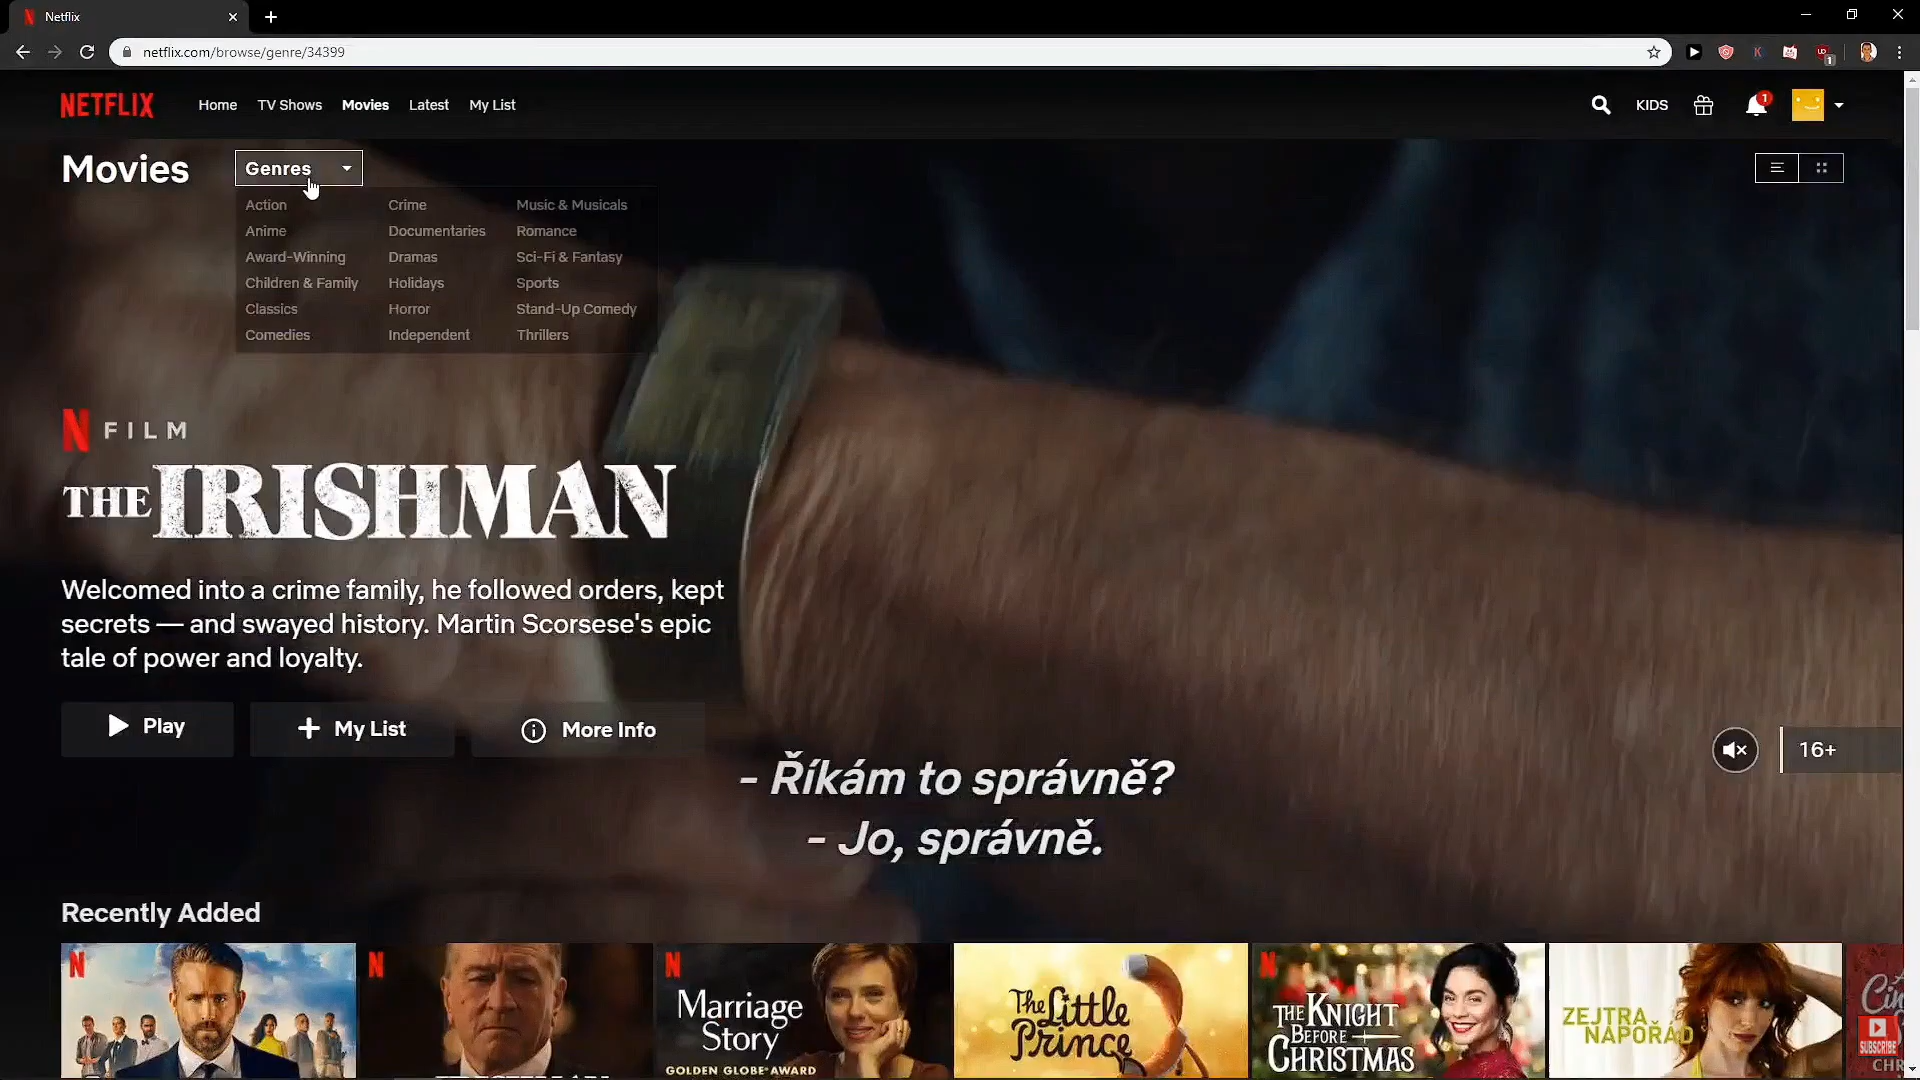 Netflix
netflix.com/browse/genre/34399
NETFLIX
Home
TV Shows
Movies
Latest
My List
KIDS
1
Movies
Genres
Action
Crime
Music & Musicals
Anime
Documentaries
Romance
Award-Winning
Dramas
Sci-Fi & Fantasy
Children & Family
Holidays
Sports
Classics
Horror
Stand-Up Comedy
Comedies
Independent
Thrillers
N FILM
THE IRISHMAN
Welcomed into a crime family, he followed orders, kept
secrets — and swayed history. Martin Scorsese's epic
tale of power and loyalty.
Play
My List
More Info
16+
- Říkám to správně?
- Jo, správně.
Recently Added
Marriage
Story
GOLDEN GLOBE® AWARD
The Little
Prince
THE KNIGHT
BEFORE
CHRISTMAS
ZEJTRA
NAPOŘÁD
SUBSCRIBE